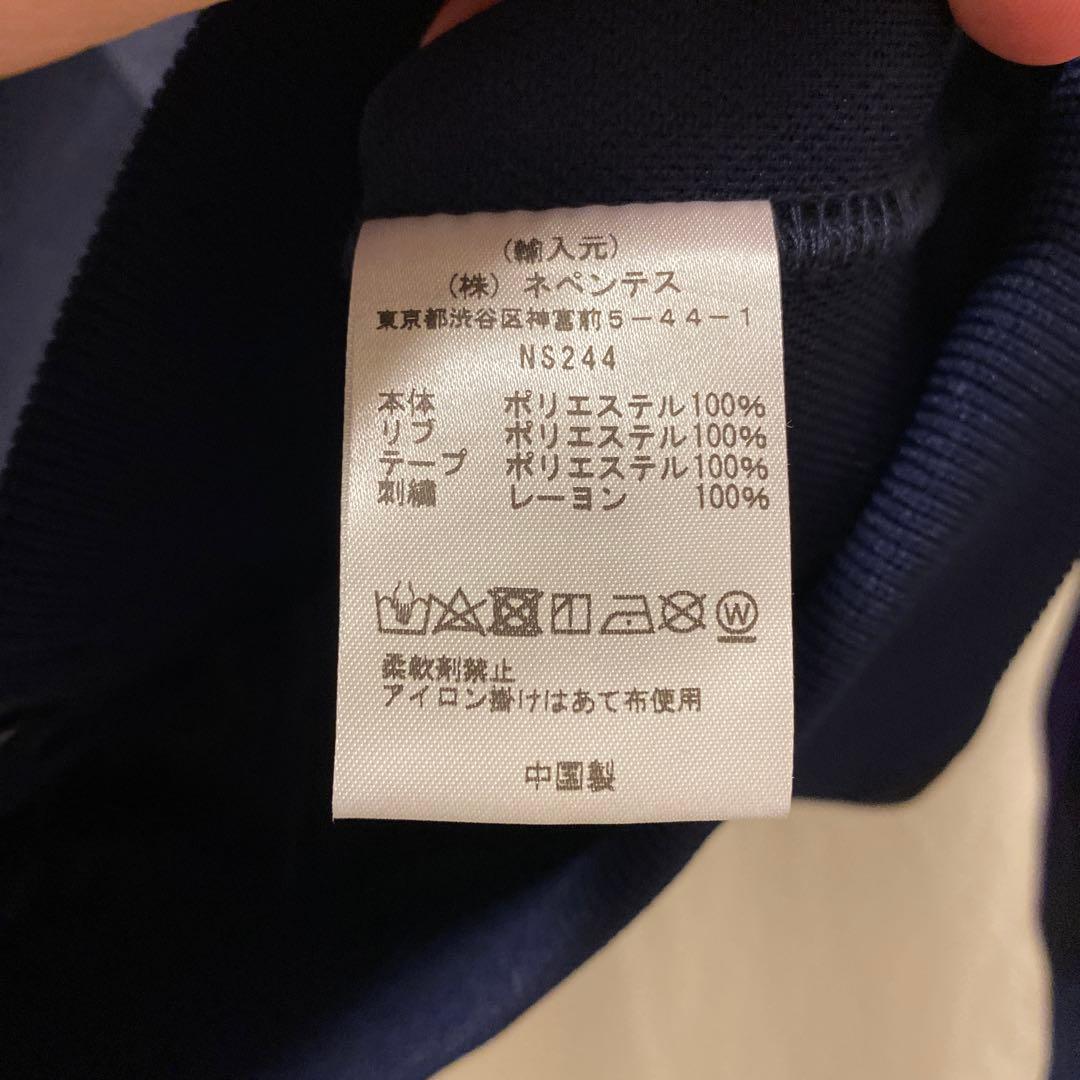 (輸入元)
(株) ネペンテス
東京都渋谷区神宮前5-44-1
NS244
本体 ポリエステル100%
リブ ポリエステル100%
テープ ポリエステル100%
刺繍 レーヨン 100%
W
柔軟剤禁止
アイロン掛けはあて布使用
中国製